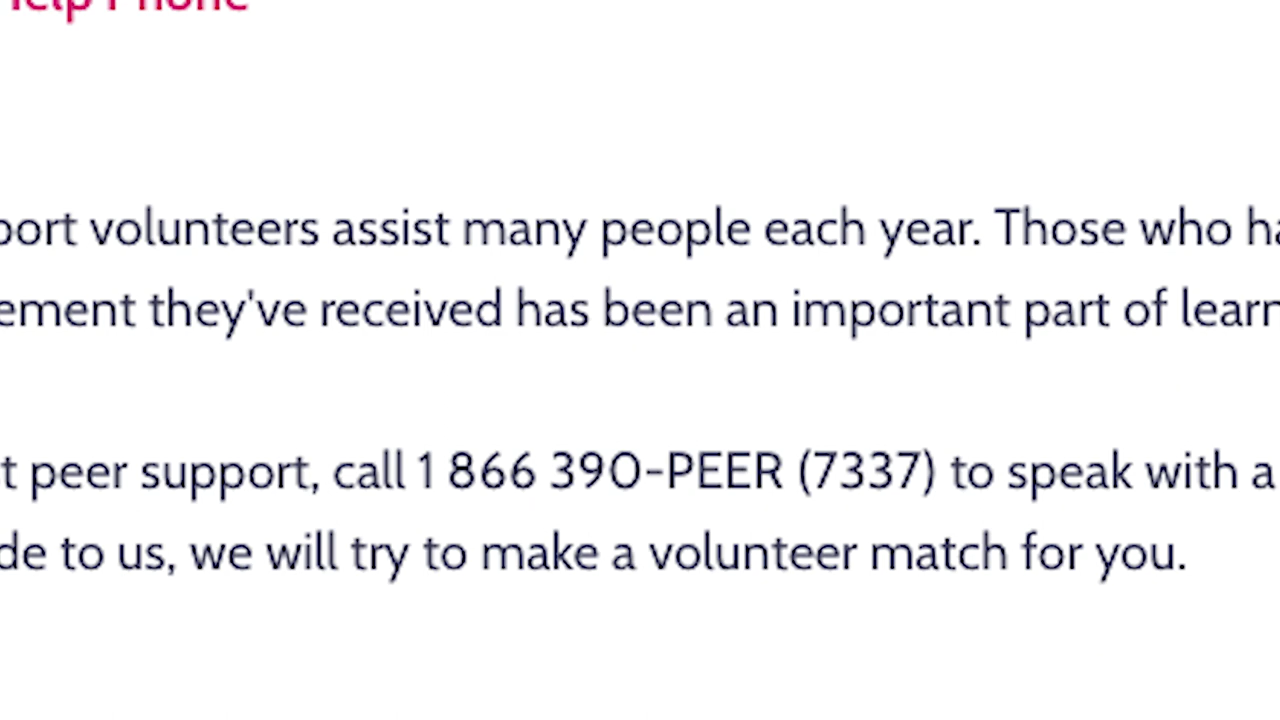 Help Phone
port volunteers assist many people each year. Those who ha
ement they've received has been an important part of learn
t peer support, call 1 866 390-PEER (7337) to speak with a
de to us, we will try to make a volunteer match for you.